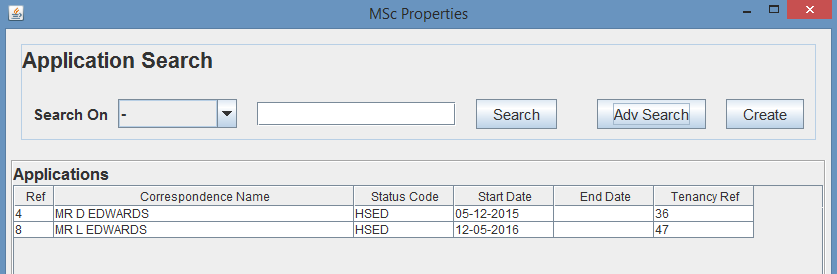 MSc Properties
Application Search
Search On - Search Adv Search Create
Applications
Ref Correspondence Name Status Code Start Date End Date Tenancy Ref
4 MR D EDWARDS HSED 05-12-2015 36
8 MR L EDWARDS HSED 12-05-2016 47